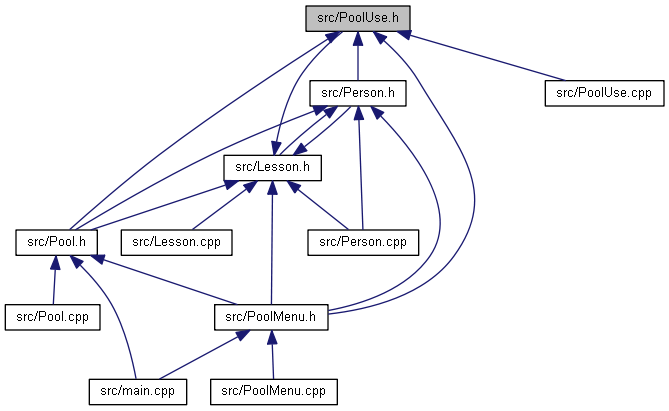 src/PoolUse.h
src/Person.h
src/PoolUse.cpp
src/Lesson.h
src/Pool.h
src/Lesson.cpp
src/Person.cpp
src/Pool.cpp
src/PoolMenu.h
src/main.cpp
src/PoolMenu.cpp